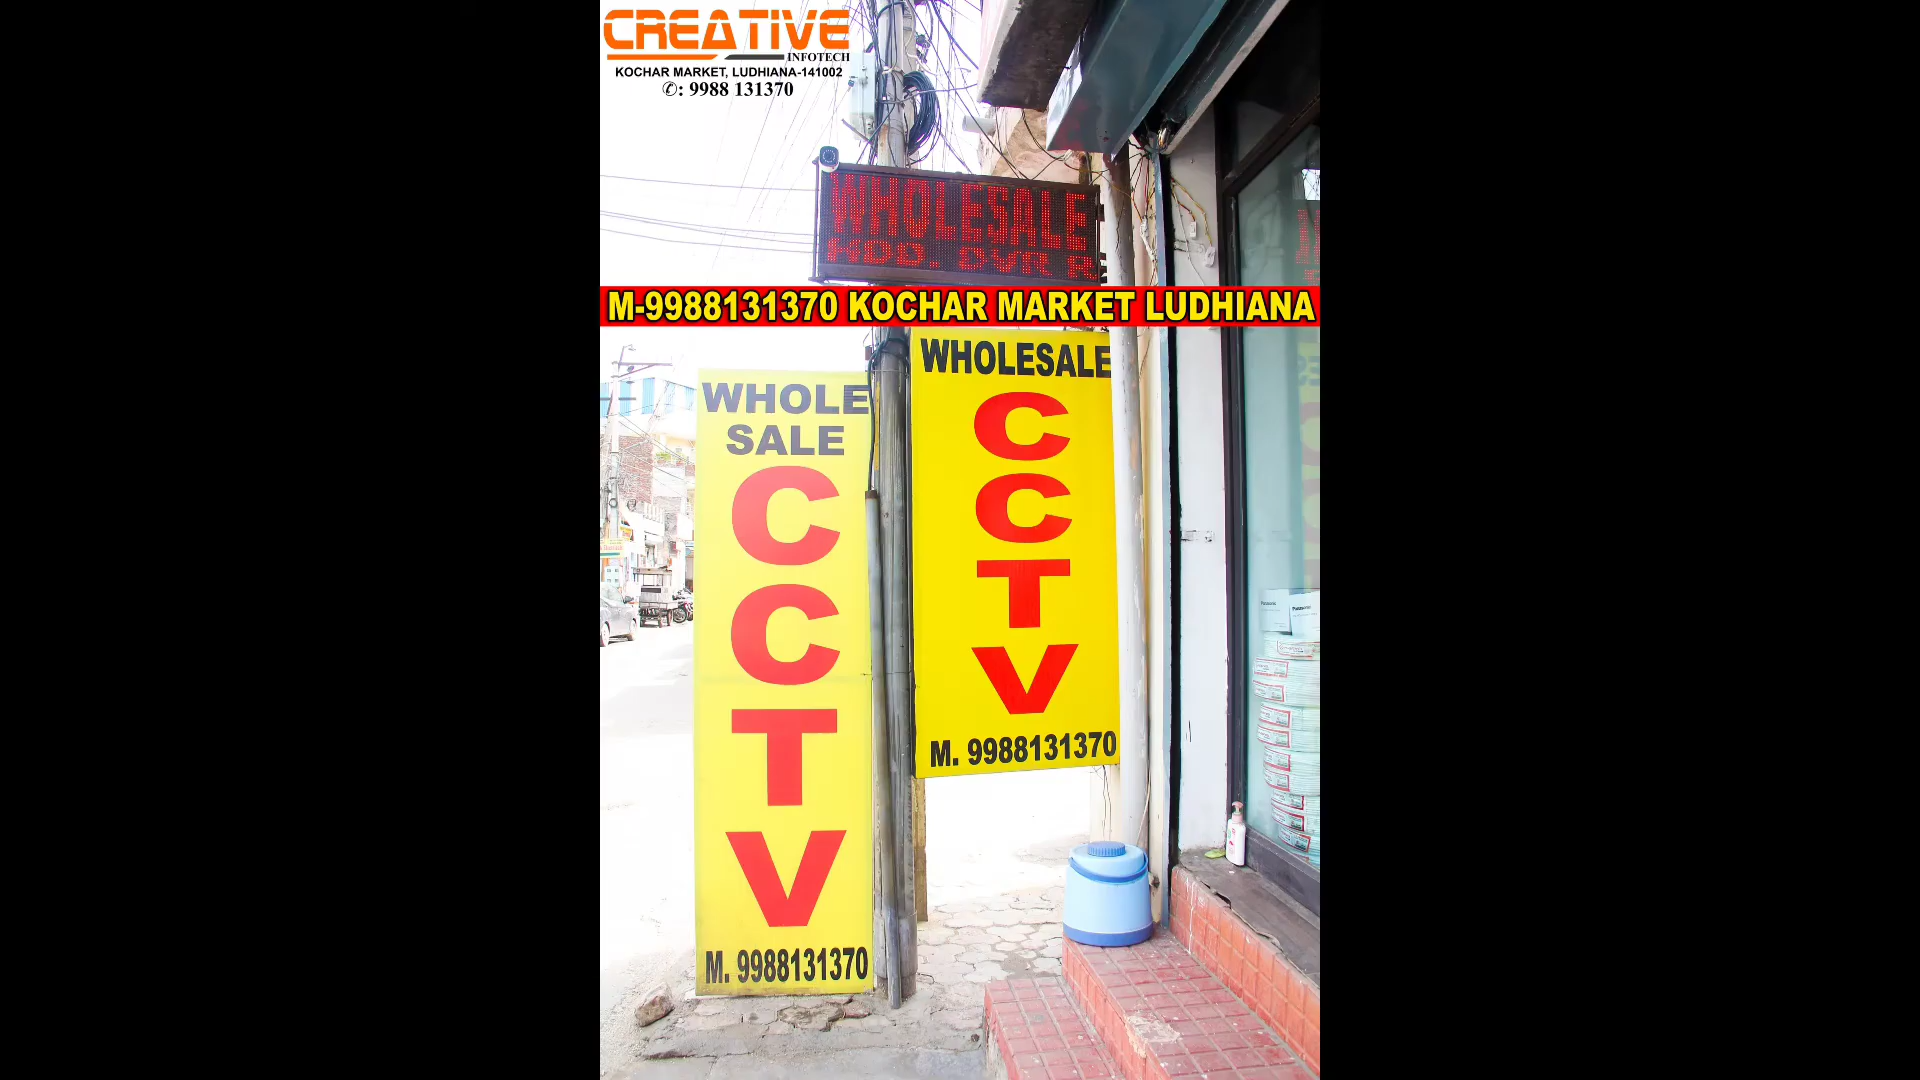 CREATIVE
INFOTECH
KOCHAR MARKET, LUDHIANA-141002
✆: 9988 131370
WHOLESALE
HDD. DVR
M-9988131370 KOCHAR MARKET LUDHIANA
WHOLE
SALE
C
C
T
V
M. 9988131370
WHOLESALE
C
C
T
V
M. 9988131370
Panasonic